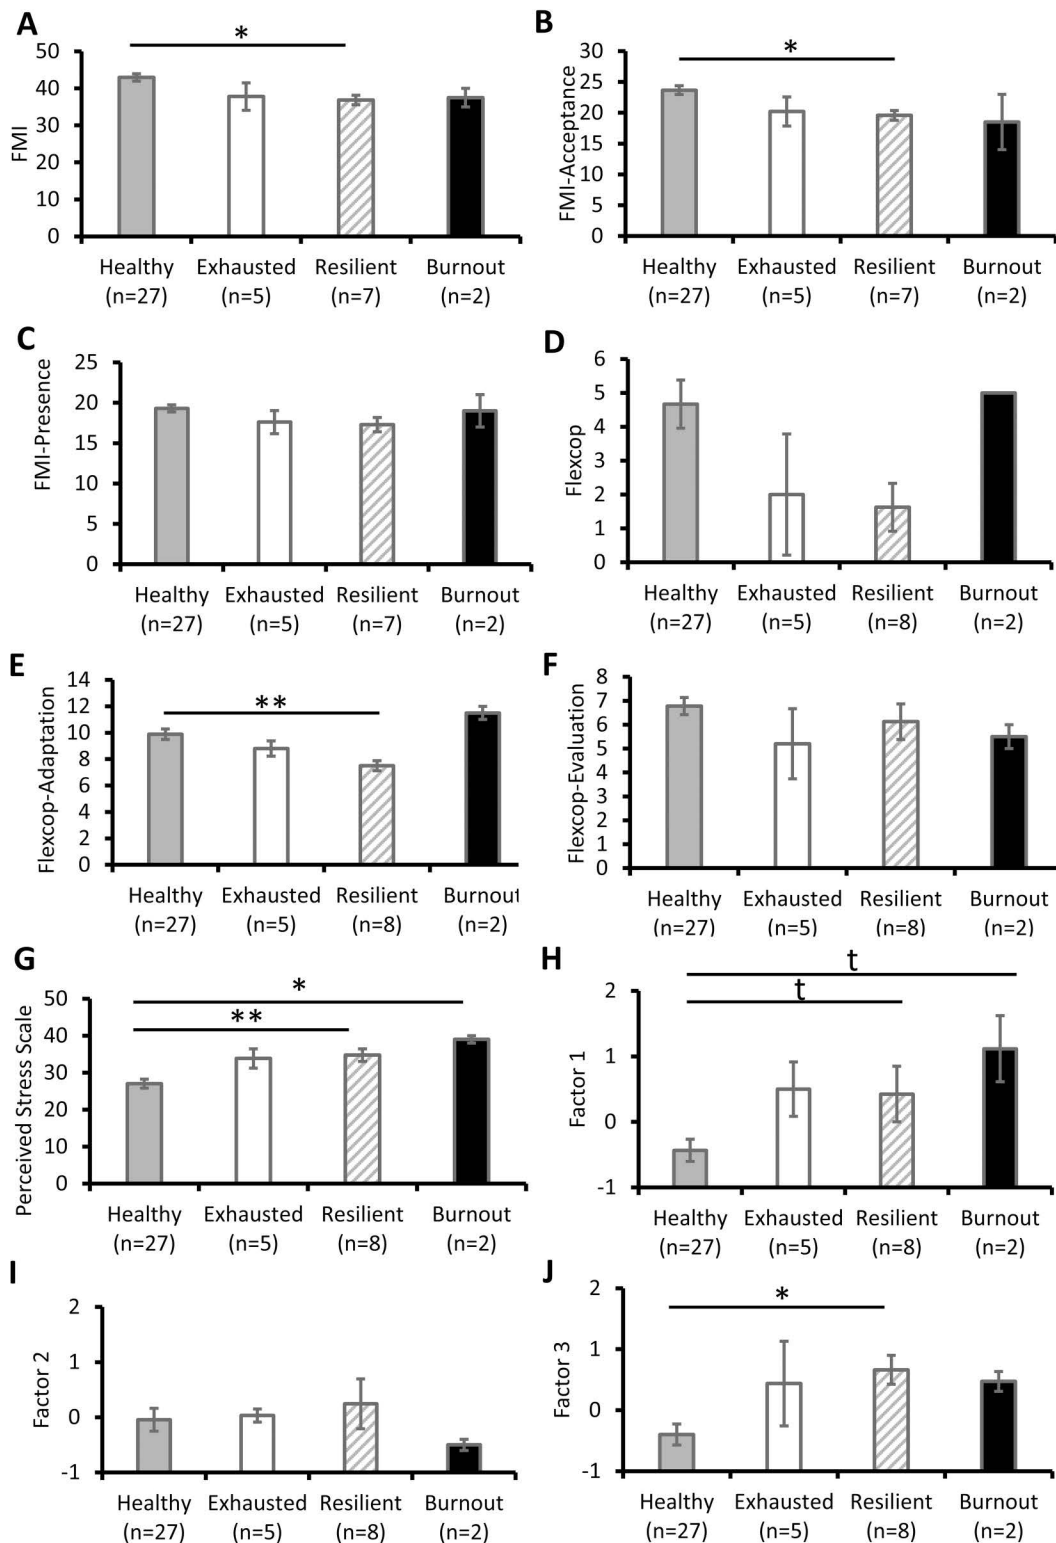 A
FMI
50
40
30
20
10
0
*
Healthy Exhausted Resilient Burnout
(n=27) (n=5) (n=7) (n=2)
B
FMI-Acceptance
30
25
20
15
10
5
0
*
Healthy Exhausted Resilient Burnout
(n=27) (n=5) (n=7) (n=2)
C
FMI-Presence
25
20
15
10
5
0
Healthy Exhausted Resilient Burnout
(n=27) (n=5) (n=7) (n=2)
D
Flexcop
6
5
4
3
2
1
0
Healthy Exhausted Resilient Burnout
(n=27) (n=5) (n=8) (n=2)
E
Flexcop-Adaptation
14
12
10
8
6
4
2
0
**
Healthy Exhausted Resilient Burnout
(n=27) (n=5) (n=8) (n=2)
F
Flexcop-Evaluation
8
7
6
5
4
3
2
1
0
Healthy Exhausted Resilient Burnout
(n=27) (n=5) (n=8) (n=2)
G
Perceived Stress Scale
50
40
30
20
10
0
*
**
Healthy Exhausted Resilient Burnout
(n=27) (n=5) (n=8) (n=2)
H
Factor 1
2
1
0
-1
t
t
Healthy Exhausted Resilient Burnout
(n=27) (n=5) (n=8) (n=2)
I
Factor 2
2
1
0
-1
Healthy Exhausted Resilient Burnout
(n=27) (n=5) (n=8) (n=2)
J
Factor 3
2
1
0
-1
*
Healthy Exhausted Resilient Burnout
(n=27) (n=5) (n=8) (n=2)